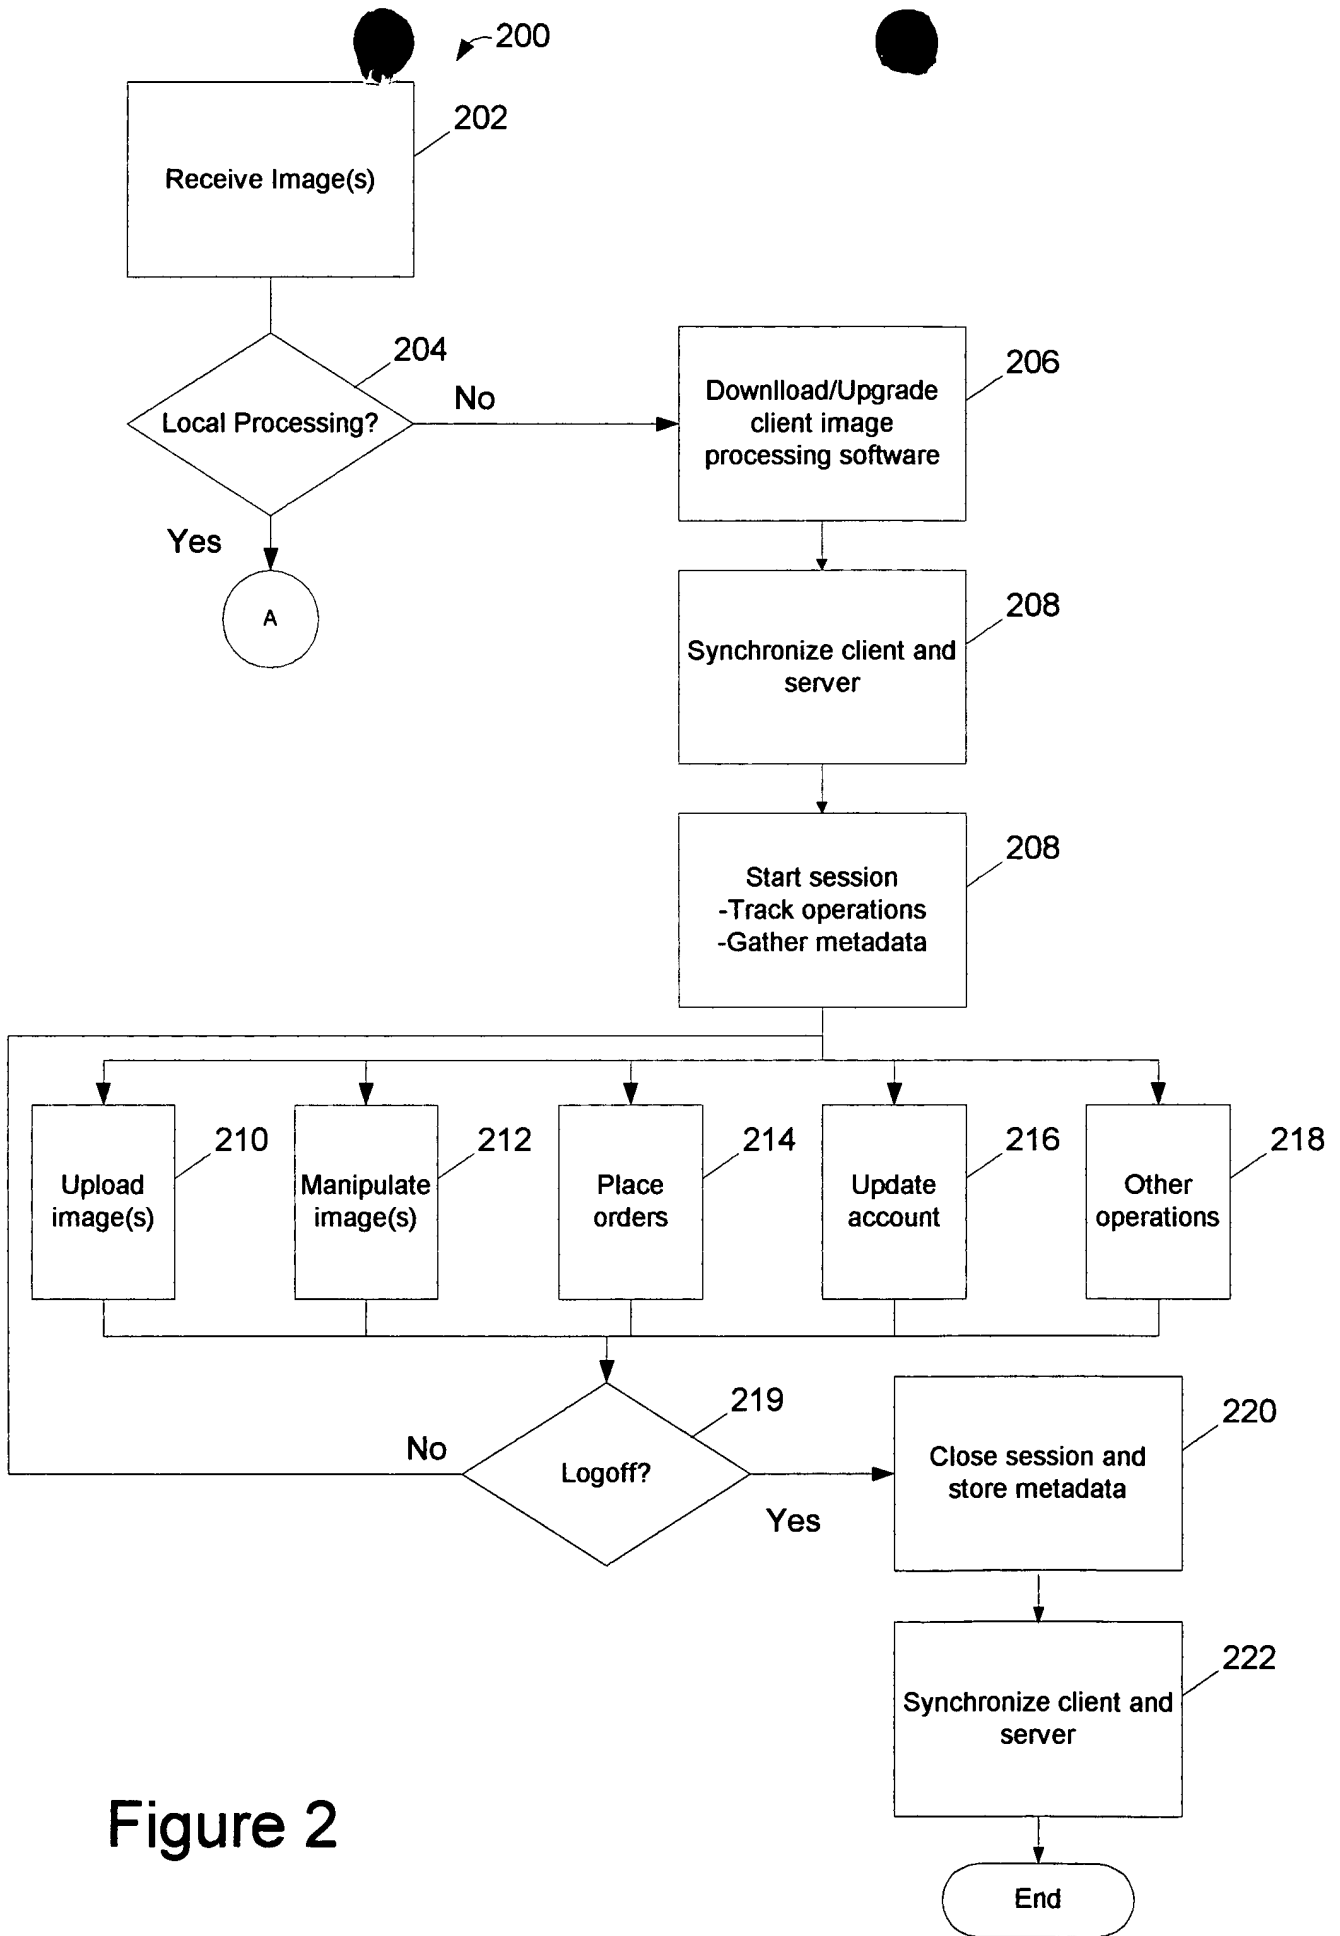 200
202
Receive Image(s)
204
Local Processing?
No
Yes
A
206
Downlload/Upgrade
client image
processing software
208
Synchronize client and
server
208
Start session
-Track operations
-Gather metadata
210
Upload
image(s)
212
Manipulate
image(s)
214
Place
orders
216
Update
account
218
Other
operations
219
Logoff?
No
Yes
220
Close session and
store metadata
222
Synchronize client and
server
End
Figure 2